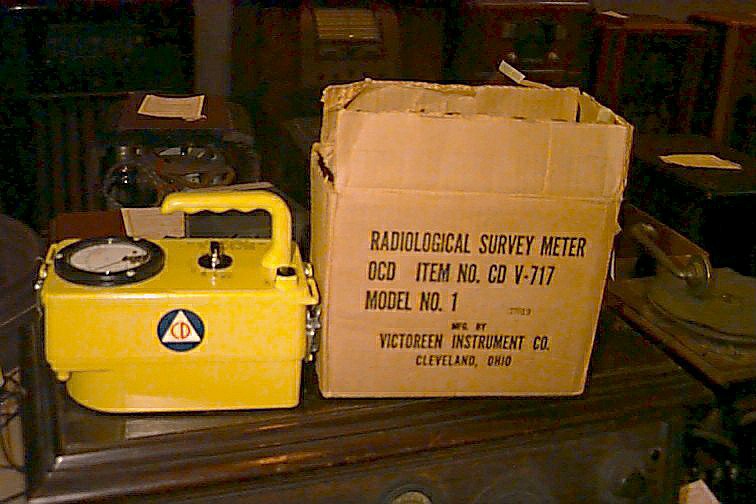 CD
RADIOLOGICAL SURVEY METER
OCD ITEM NO. CD V-717
MODEL NO. 1
MFG. BY
VICTOREEN INSTRUMENT CO.
CLEVELAND, OHIO